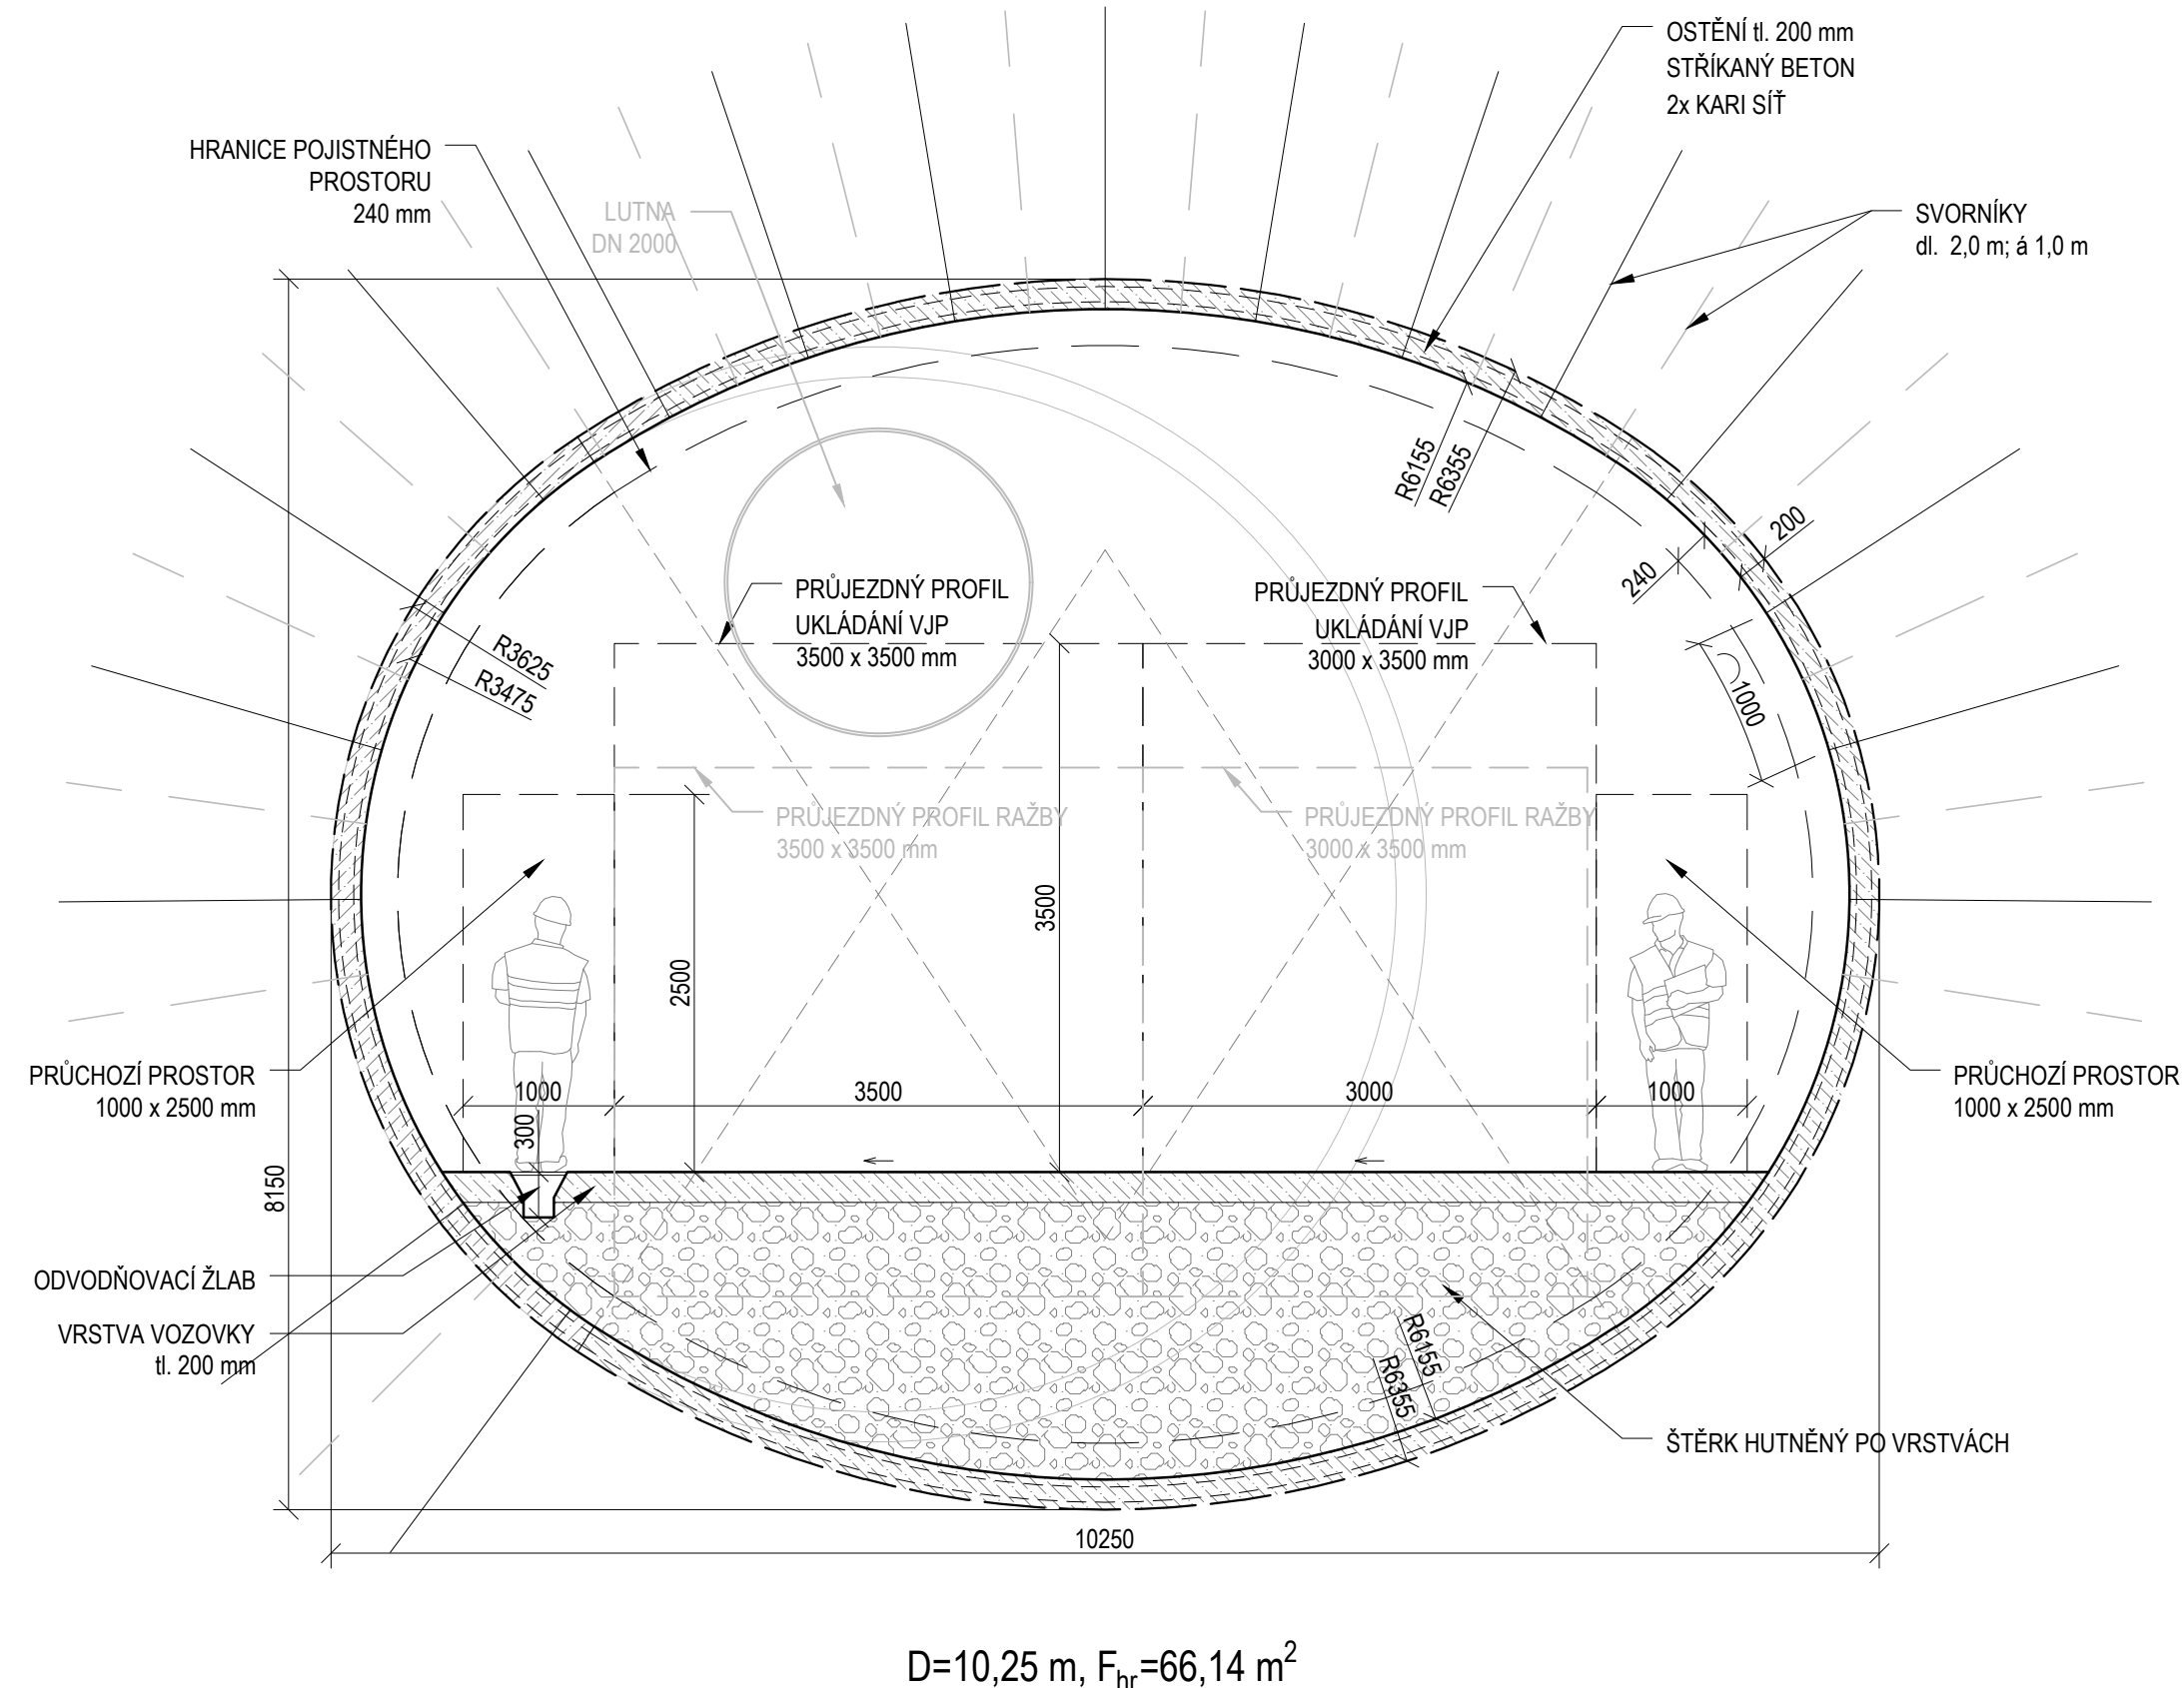 OSTĚNÍ tl. 200 mm
STŘÍKANÝ BETON
2x KARI SÍŤ
HRANICE POJISTNÉHO
PROSTORU
240 mm
LUTNA
DN 2000
SVORNÍKY
dl. 2,0 m; á 1,0 m
R6155
R6355
200
240
1000
PRŮJEZDNÝ PROFIL
UKLÁDÁNÍ VJP
3500 x 3500 mm
PRŮJEZDNÝ PROFIL
UKLÁDÁNÍ VJP
3000 x 3500 mm
R3625
R3475
PRŮJEZDNÝ PROFIL RAŽBY
3500 x 3500 mm
PRŮJEZDNÝ PROFIL RAŽBY
3000 x 3500 mm
3500
2500
PRŮCHOZÍ PROSTOR
1000 x 2500 mm
PRŮCHOZÍ PROSTOR
1000 x 2500 mm
1000
3500
3000
1000
300
8150
ODVODŇOVACÍ ŽLAB
VRSTVA VOZOVKY
tl. 200 mm
R6155
R6355
ŠTĚRK HUTNĚNÝ PO VRSTVÁCH
10250
D=10,25 m, Fhr=66,14 m²